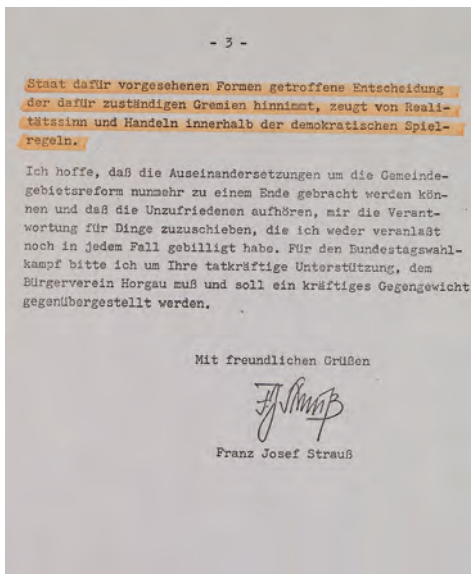 - 3 -
Staat dafür vorgesehenen Formen getroffene Entscheidung
der dafür zuständigen Gremien hinnimmt, zeugt von Reali-
tätssinn und Handeln innerhalb der demokratischen Spiel-
regeln.
Ich hoffe, daß die Auseinandersetzungen um die Gemeinde-
gebietsreform nunmehr zu einem Ende gebracht werden kön-
nen und daß die Unzufriedenen aufhören, mir die Verant-
wortung für Dinge zuzuschieben, die ich weder veranlaßt
noch in jedem Fall gebilligt habe. Für den Bundestagswahl-
kampf bitte ich um Ihre tatkräftige Unterstützung, dem
Bürgerverein Horgau muß und soll ein kräftiges Gegengewicht
gegenübergestellt werden.
Mit freundlichen Grüßen
FJ Strauß
Franz Josef Strauß